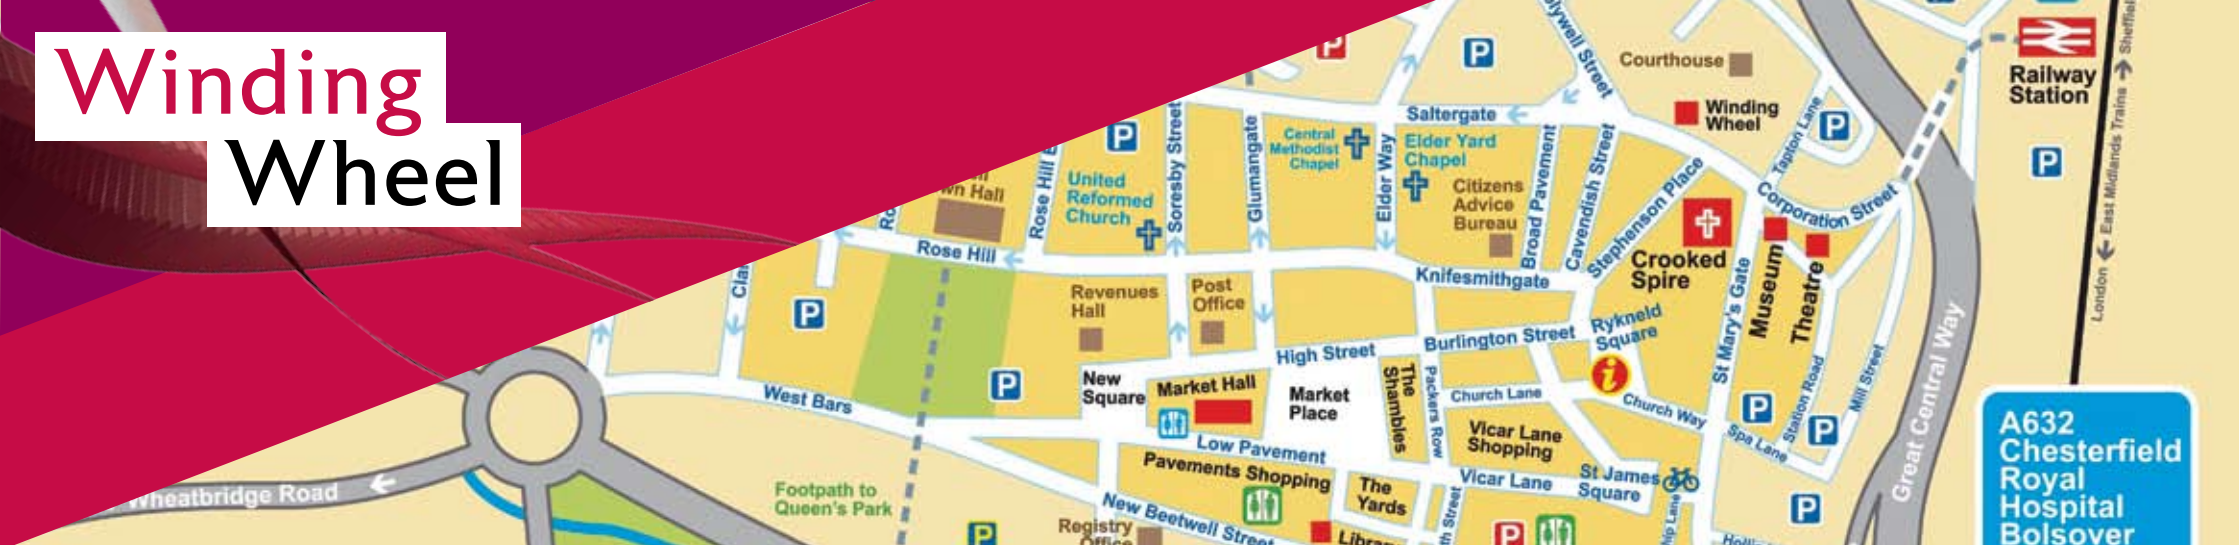 Winding
Wheel
P
P
Courthouse
Railway
Station
Winding
Wheel
Saltergate
Tapton Lane
P
P
P
Soresby Street
Glumangate
Central
Methodist
Chapel
Elder Way
Elder Yard
Chapel
Citizens
Advice
Bureau
Broad Pavement
Cavendish Street
Stephenson Place
Corporation Street
Crooked
Spire
United
Reformed
Church
Hall
Rose Hill
Rose Hill
Knifesmithgate
Museum
Theatre
St Mary's Gate
Revenues
Hall
Post
Office
P
P
High Street
Burlington Street
Rykneld
Square
i
New
Square
Market Hall
Market
Place
The
Shambles
Packers Row
Church Lane
Church Way
Vicar Lane
Shopping
West Bars
Low Pavement
Pavements Shopping
The
Yards
Vicar Lane
St James
Square
P
P
Spa Lane
Station Road
Mill Street
Great Central Way
London
East Midlands Trains
Wheatbridge Road
Footpath to
Queen's Park
New Beetwell Street
Registry
Office
P
P
P
A632
Chesterfield
Royal
Hospital
Bolsover